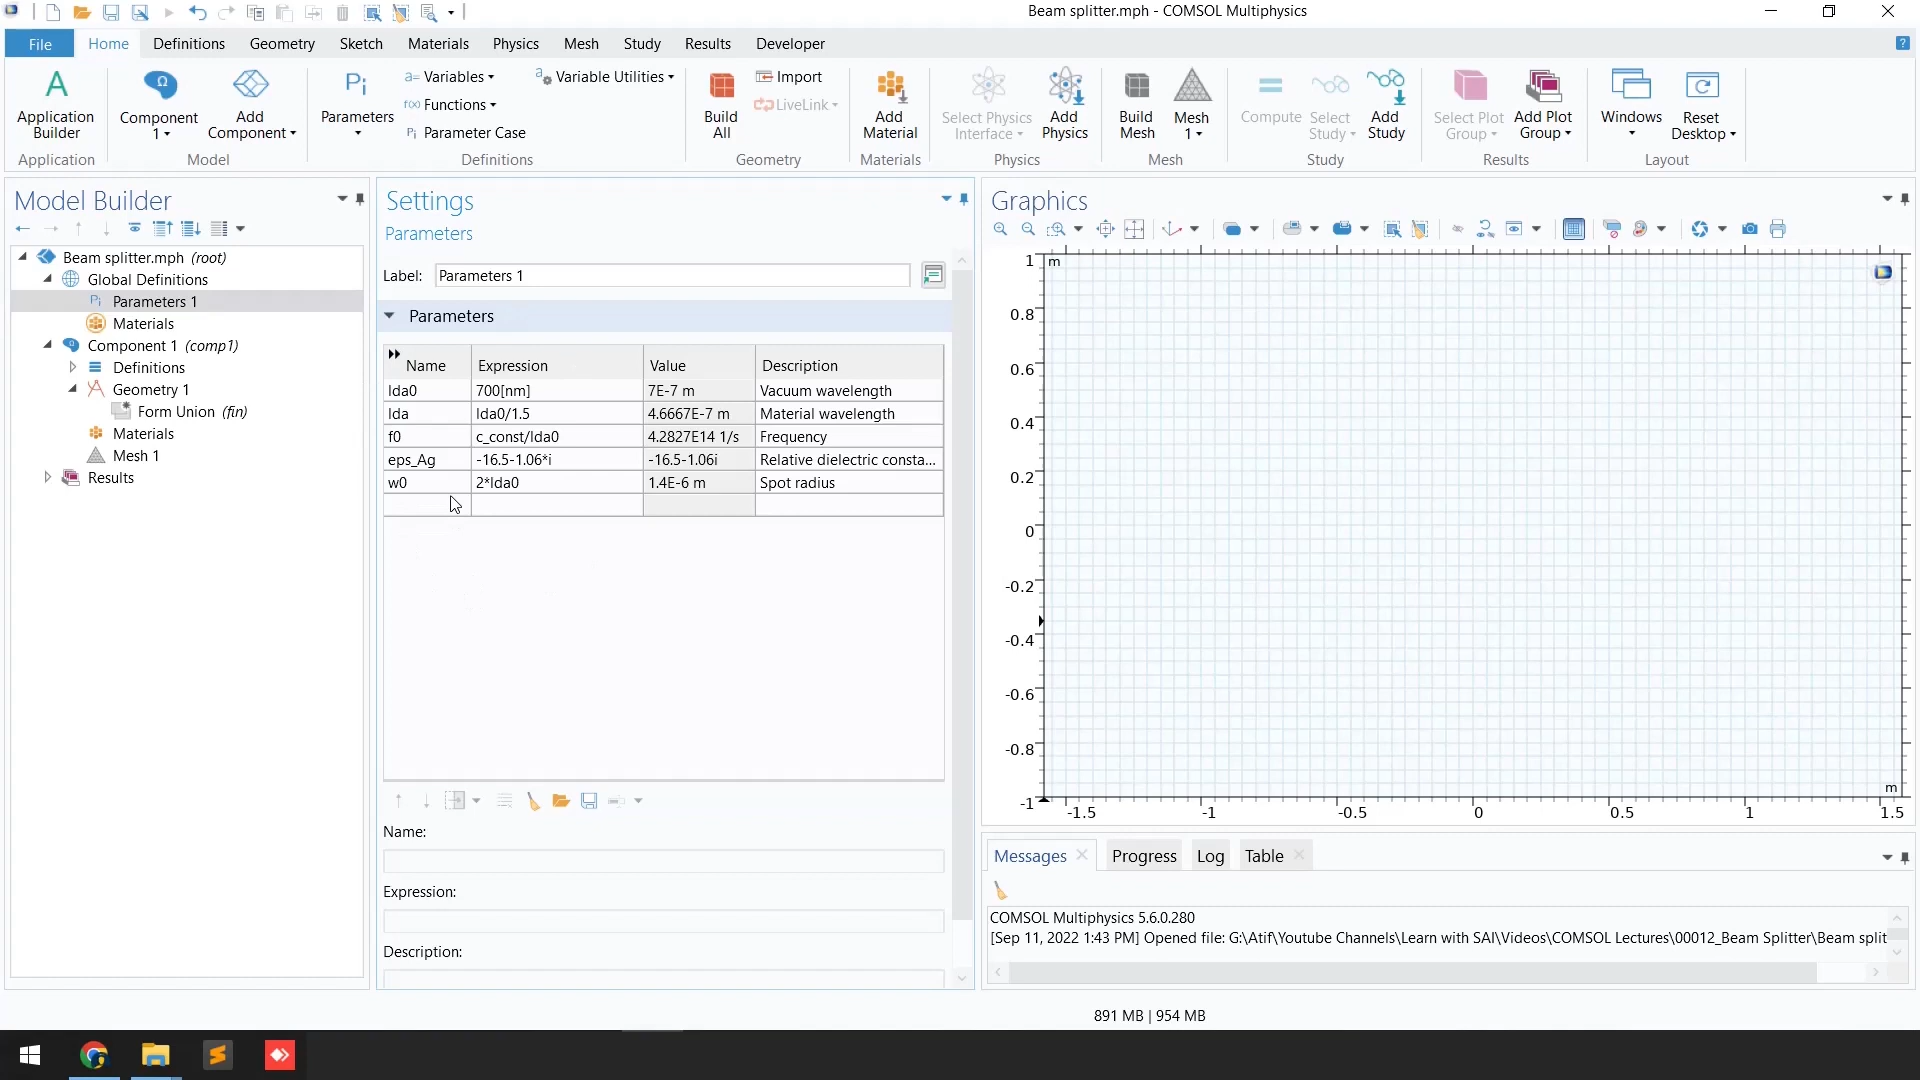 Beam splitter.mph - COMSOL Multiphysics
File Home Definitions Geometry Sketch Materials Physics Mesh Study Results Developer
Application Builder
Application
Component 1
Add Component
Model
Parameters
a= Variables
f(x) Functions
Pi Parameter Case
Variable Utilities
Definitions
Build All
Import
LiveLink
Geometry
Add Material
Materials
Select Physics Interface
Add Physics
Physics
Build Mesh
Mesh 1
Mesh
Compute
Select Study
Add Study
Study
Select Plot Group
Add Plot Group
Results
Windows
Reset Desktop
Layout
Model Builder
Beam splitter.mph (root)
Global Definitions
Pi Parameters 1
Materials
Component 1 (comp1)
Definitions
Geometry 1
Form Union (fin)
Materials
Mesh 1
Results
Settings
Parameters
Label: Parameters 1
Parameters
Name Expression Value Description
lda0 700[nm] 7E-7 m Vacuum wavelength
lda lda0/1.5 4.6667E-7 m Material wavelength
f0 c_const/lda0 4.2827E14 1/s Frequency
eps_Ag -16.5-1.06*i -16.5-1.06i Relative dielectric consta...
w0 2*lda0 1.4E-6 m Spot radius
Name:
Expression:
Description:
Graphics
1 m
0.8
0.6
0.4
0.2
0
-0.2
-0.4
-0.6
-0.8
-1
m
-1.5 -1 -0.5 0 0.5 1 1.5
Messages Progress Log Table
COMSOL Multiphysics 5.6.0.280
[Sep 11, 2022 1:43 PM] Opened file: G:\Atif\Youtube Channels\Learn with SAI\Videos\COMSOL Lectures\00012_Beam Splitter\Beam split
891 MB | 954 MB